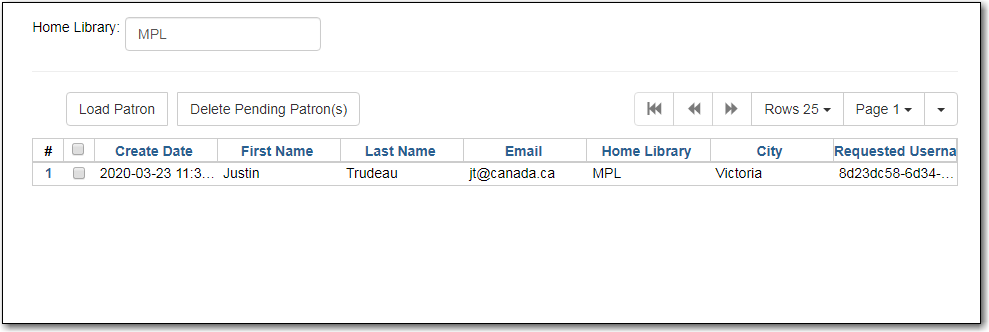 Home Library: MPL
Load Patron Delete Pending Patron(s) Rows 25 Page 1
# Create Date First Name Last Name Email Home Library City Requested Userna
1 2020-03-23 11:3... Justin Trudeau jt@canada.ca MPL Victoria 8d23dc58-6d34-...